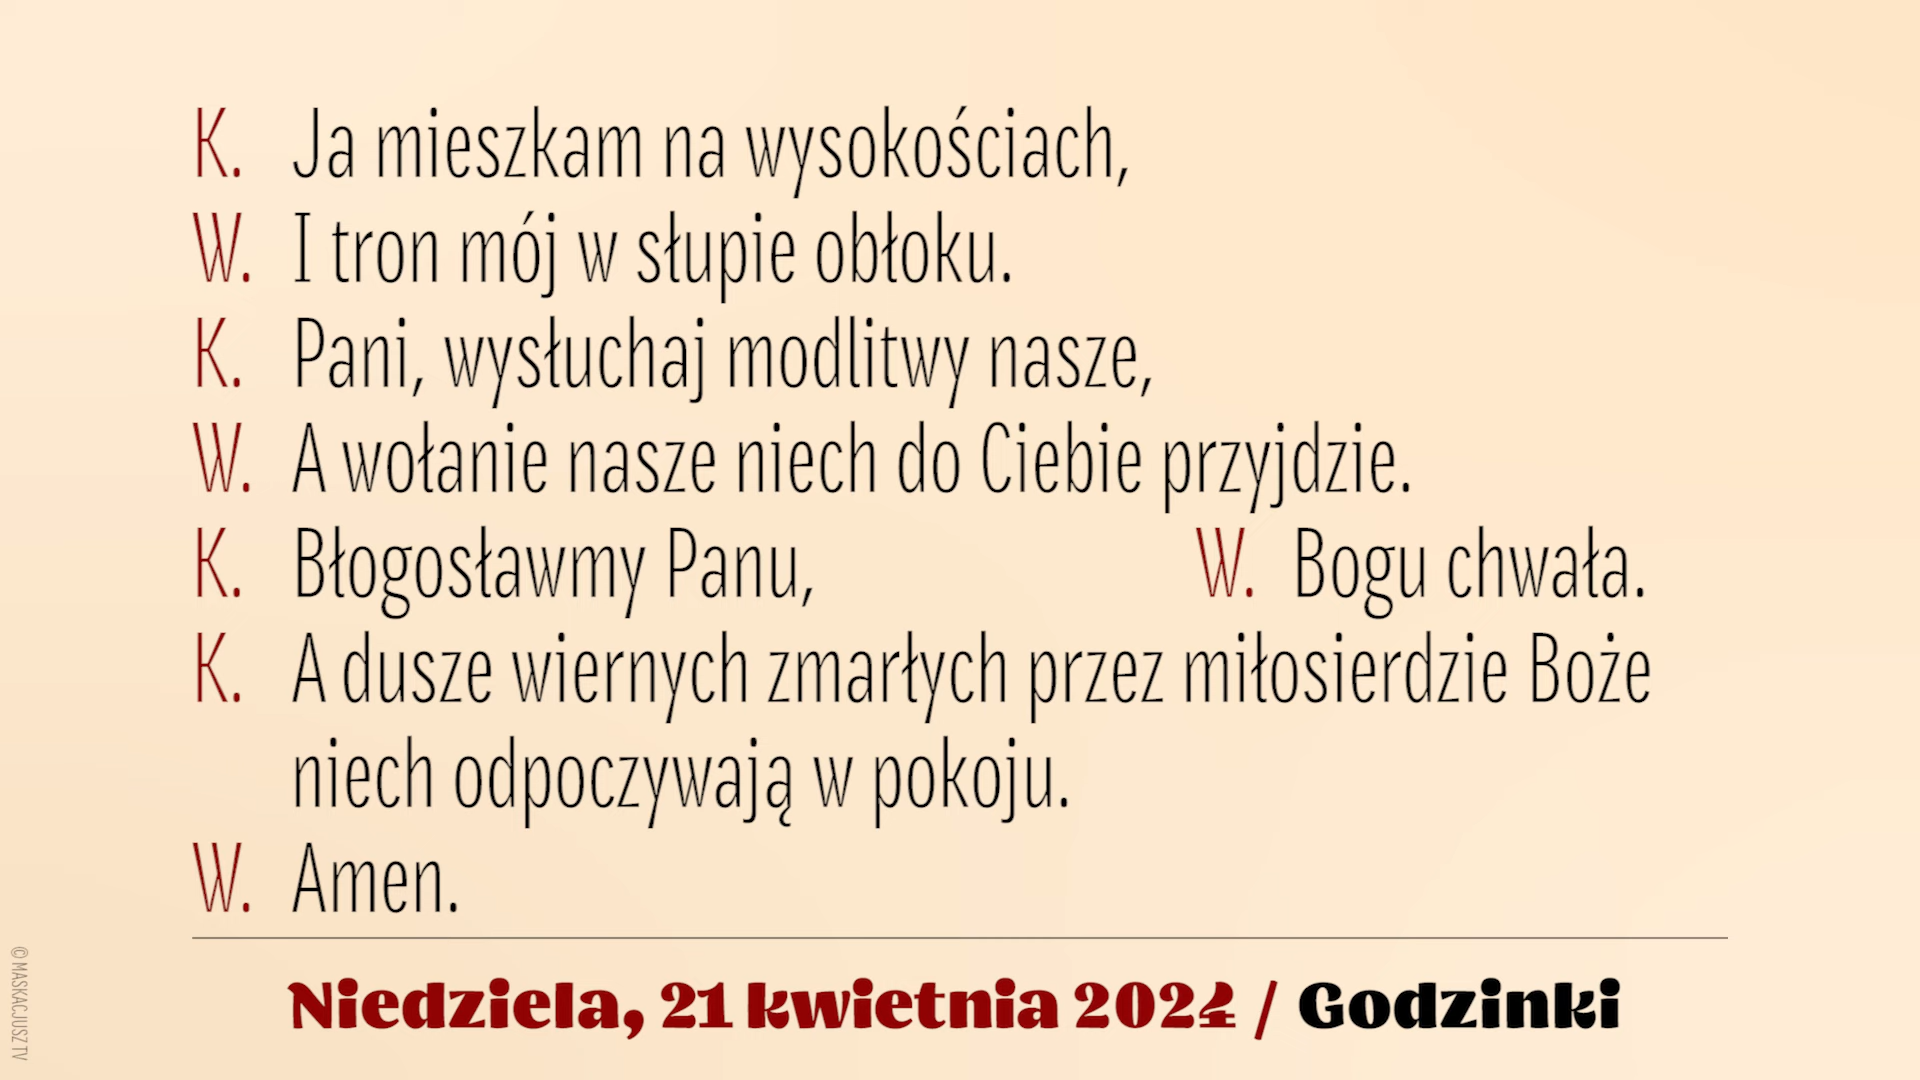 K. Ja mieszkam na wysokościach,
W. I tron mój w słupie obłoku.
K. Pani, wysłuchaj modlitwy nasze,
W. A wołanie nasze niech do Ciebie przyjdzie.
K. Błogosławmy Panu, W. Bogu chwała.
K. A dusze wiernych zmarłych przez miłosierdzie Boże
niech odpoczywają w pokoju.
W. Amen.
Niedziela, 21 kwietnia 2024 / Godzinki
© MASKACJUSZ TV